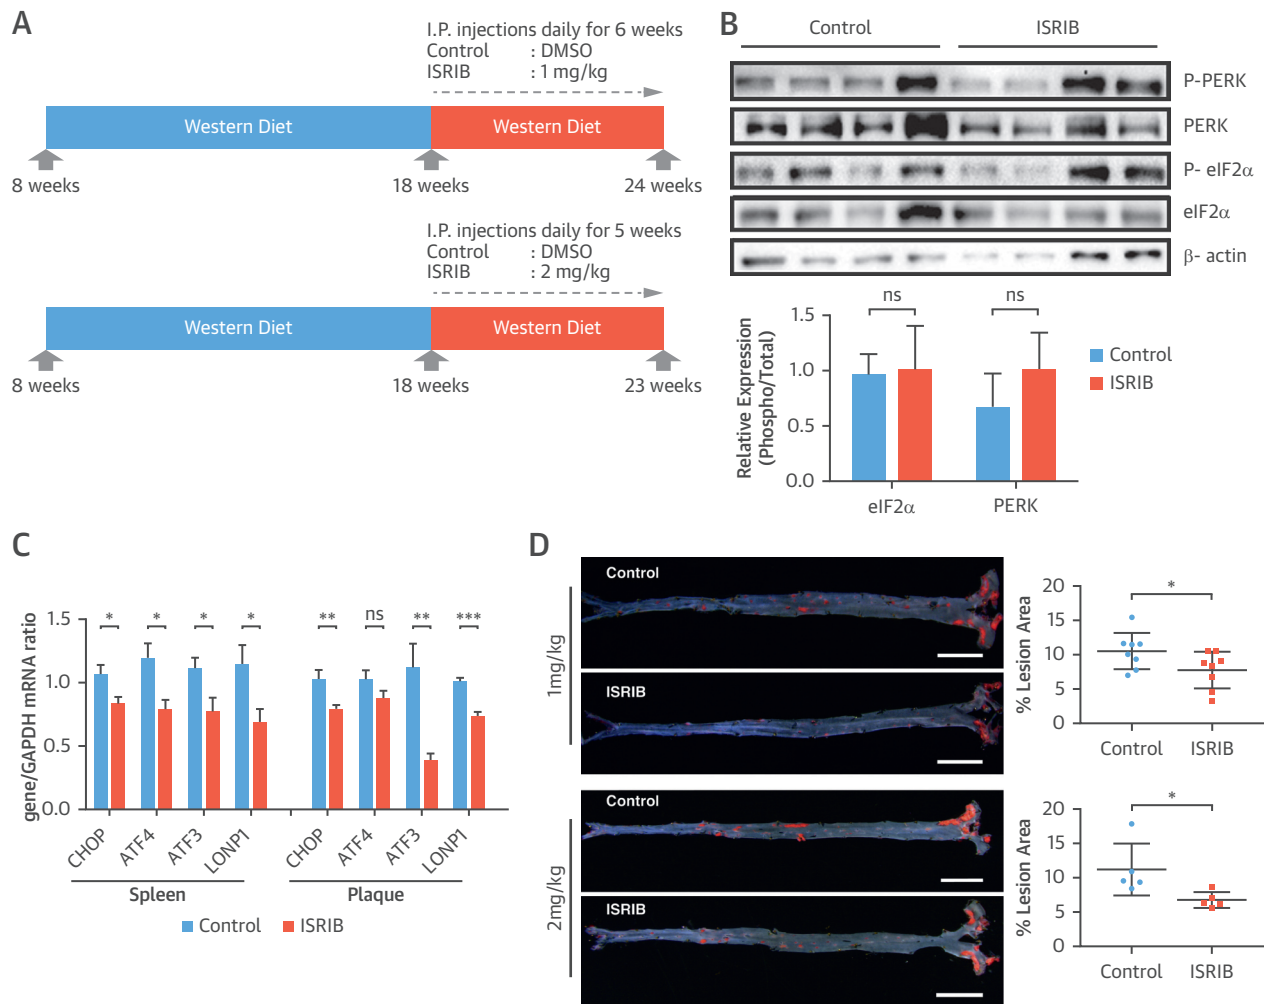 A
I.P. injections daily for 6 weeks
Control : DMSO
ISRIB : 1 mg/kg
Western Diet Western Diet
8 weeks 18 weeks 24 weeks
I.P. injections daily for 5 weeks
Control : DMSO
ISRIB : 2 mg/kg
Western Diet Western Diet
8 weeks 18 weeks 23 weeks
B
Control ISRIB
P-PERK
PERK
P- eIF2α
eIF2α
β- actin
Relative Expression
(Phospho/Total)
1.5
1.0
0.5
0.0
ns ns
eIF2α PERK
Control
ISRIB
C
gene/GAPDH mRNA ratio
1.5
1.0
0.5
0.0
* * * * ** ns ** ***
CHOP ATF4 ATF3 LONP1 CHOP ATF4 ATF3 LONP1
Spleen Plaque
Control ISRIB
D
1mg/kg
Control
ISRIB
% Lesion Area
20
15
10
5
0
*
Control ISRIB
2mg/kg
Control
ISRIB
% Lesion Area
20
15
10
5
0
*
Control ISRIB